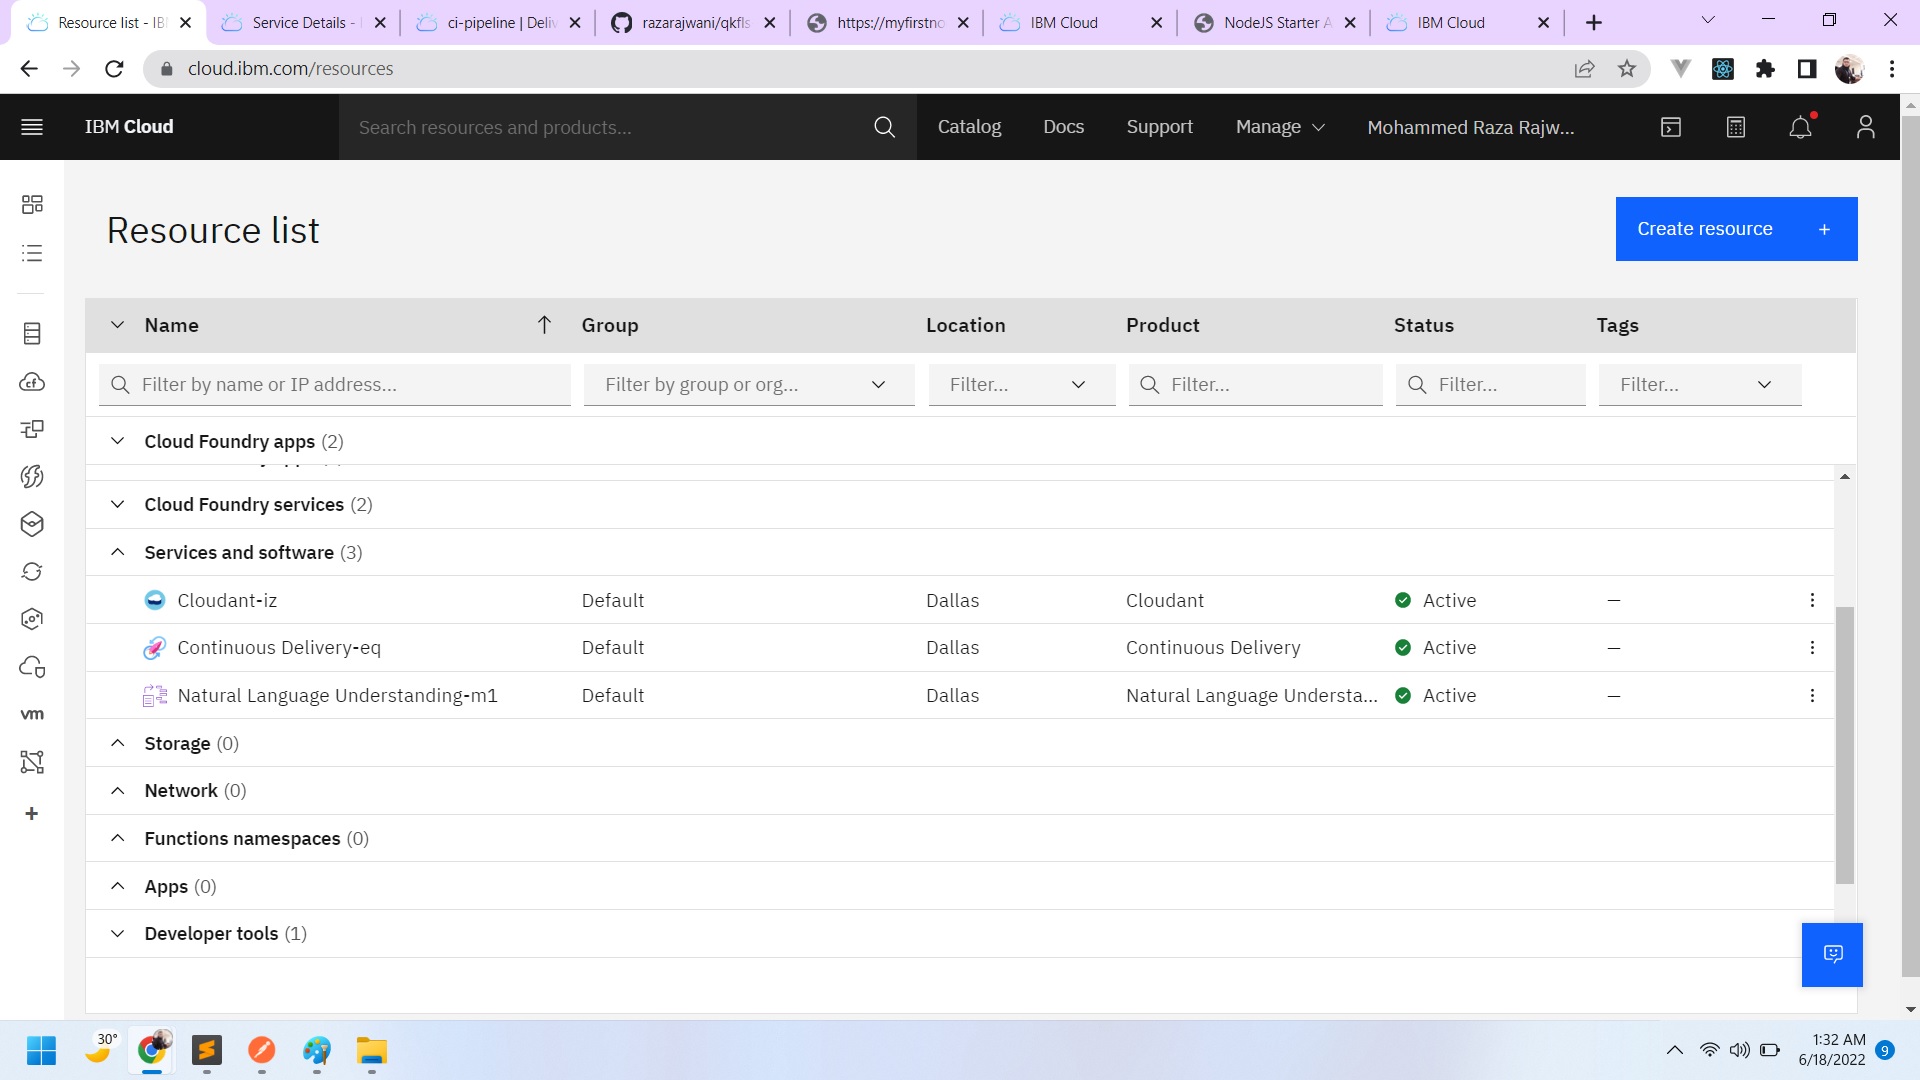 Resource list - IB
Service Details -
ci-pipeline | Deliv
razarajwani/qkfls
https://myfirstno
IBM Cloud
NodeJS Starter A
IBM Cloud
cloud.ibm.com/resources
IBM Cloud
Search resources and products...
Catalog
Docs
Support
Manage
Mohammed Raza Rajw...
Resource list
Create resource +
Name
Group
Location
Product
Status
Tags
Filter by name or IP address...
Filter by group or org...
Filter...
Filter...
Filter...
Filter...
Cloud Foundry apps (2)
Cloud Foundry services (2)
Services and software (3)
Cloudant-iz Default Dallas Cloudant Active —
Continuous Delivery-eq Default Dallas Continuous Delivery Active —
Natural Language Understanding-m1 Default Dallas Natural Language Understa... Active —
Storage (0)
Network (0)
Functions namespaces (0)
Apps (0)
Developer tools (1)
cf
vm
30°
1:32 AM
6/18/2022
9